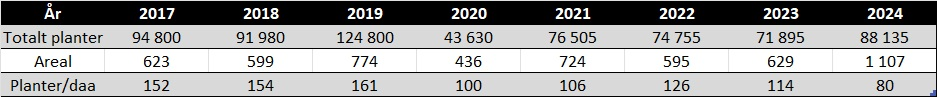 År 2017 2018 2019 2020 2021 2022 2023 2024
Totalt planter 94 800 91 980 124 800 43 630 76 505 74 755 71 895 88 135
Areal 623 599 774 436 724 595 629 1 107
Planter/daa 152 154 161 100 106 126 114 80